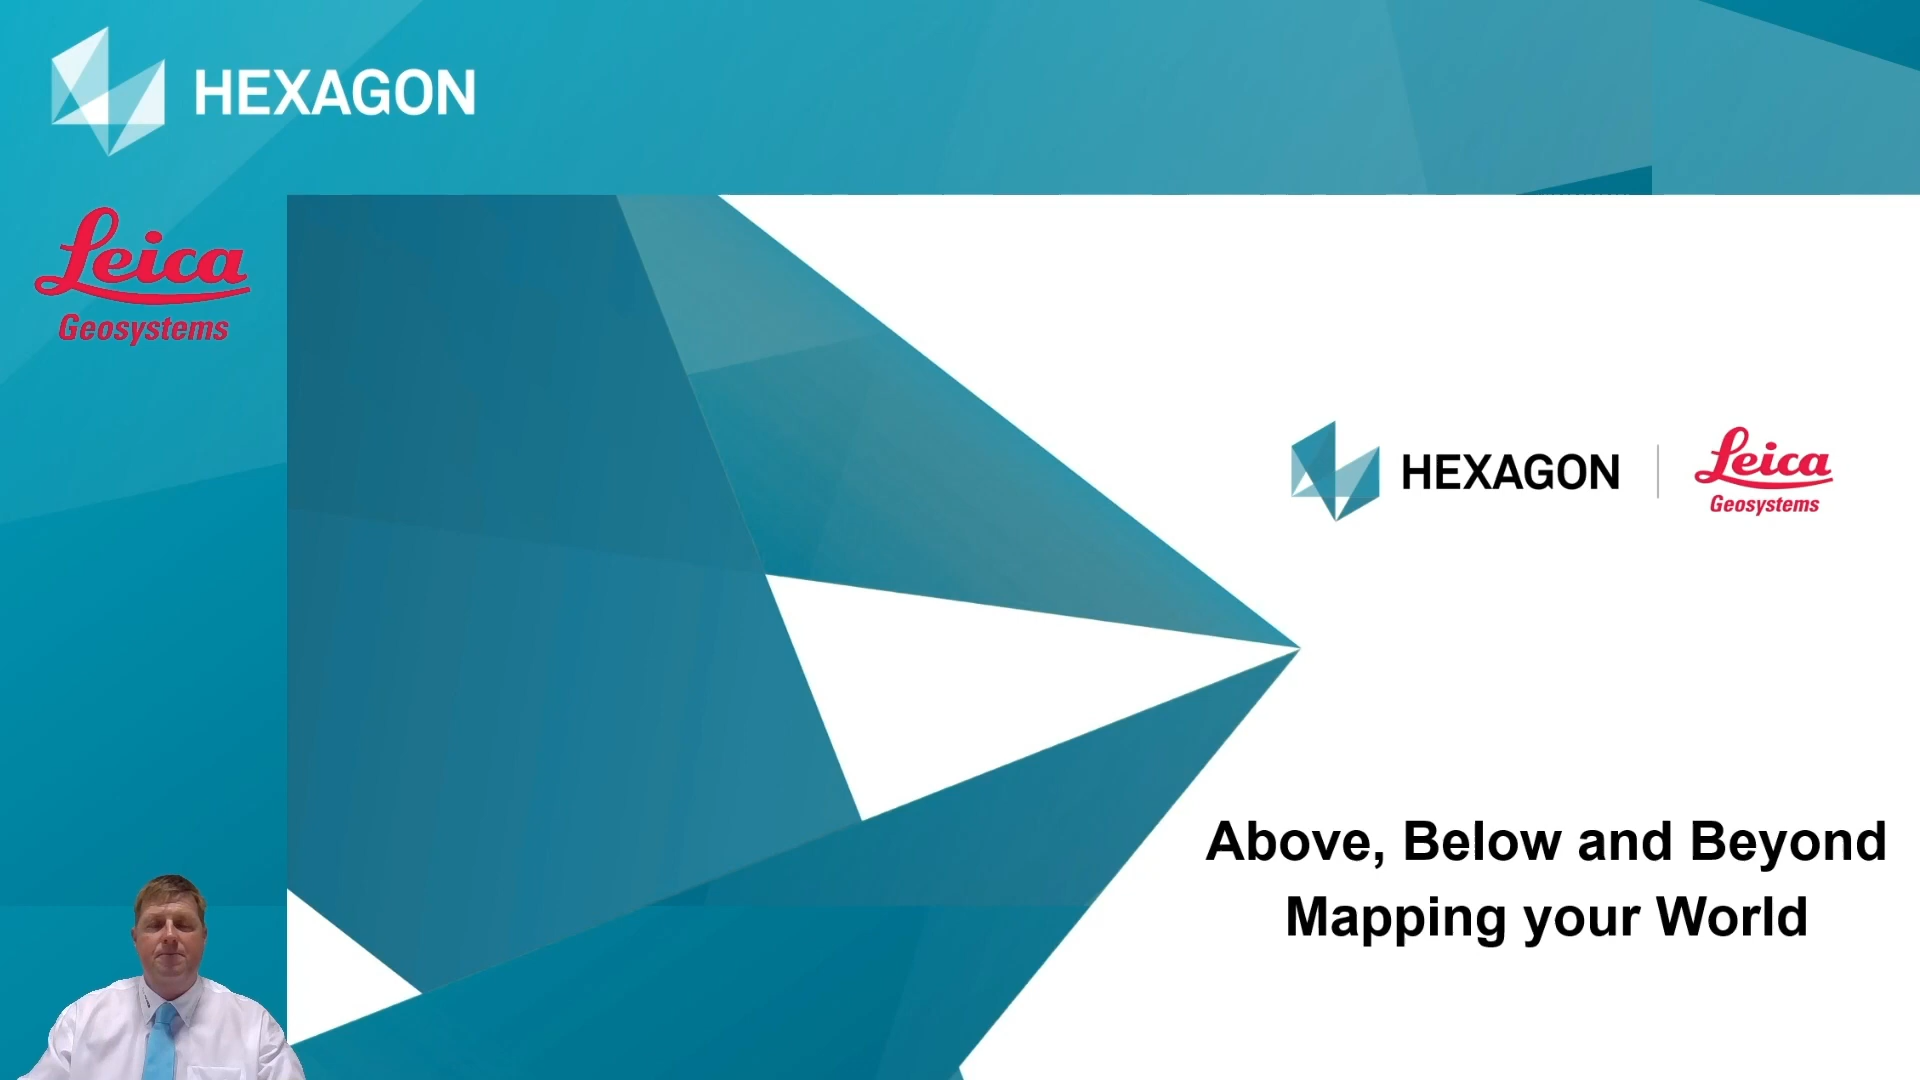 HEXAGON
Leica
Geosystems
HEXAGON
Leica
Geosystems
Above, Below and Beyond
Mapping your World